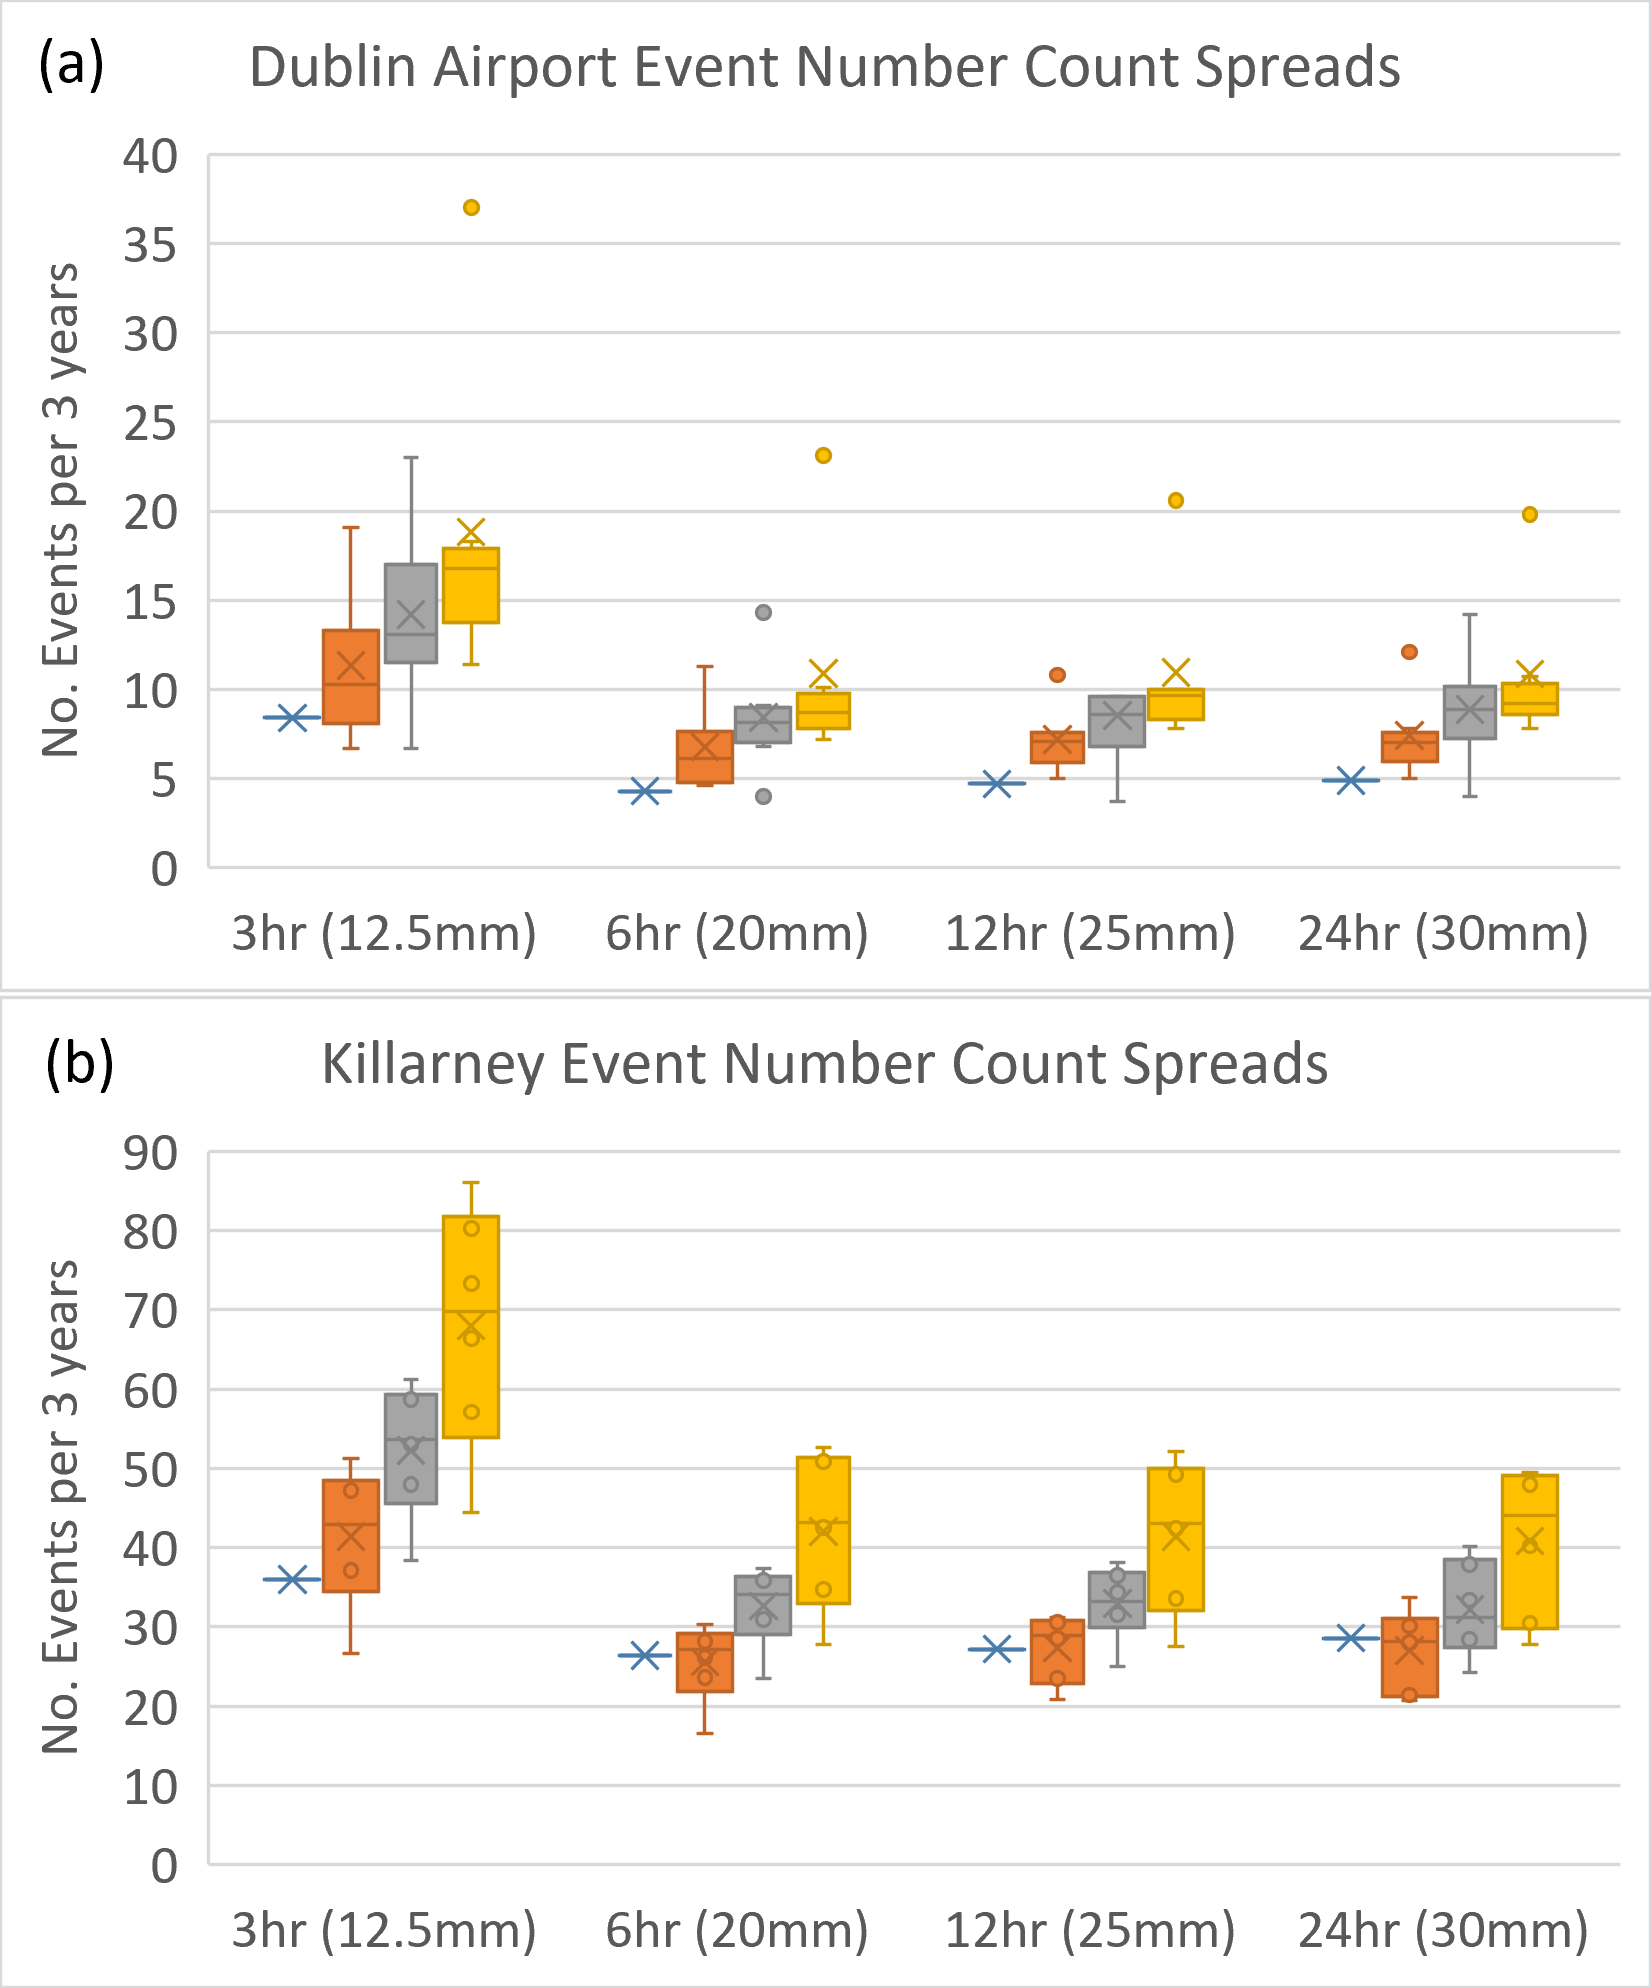 (a)
Dublin Airport Event Number Count Spreads
No. Events per 3 years
40
35
30
25
20
15
10
5
0
3hr (12.5mm) 6hr (20mm) 12hr (25mm) 24hr (30mm)
(b)
Killarney Event Number Count Spreads
No. Events per 3 years
90
80
70
60
50
40
30
20
10
0
3hr (12.5mm) 6hr (20mm) 12hr (25mm) 24hr (30mm)